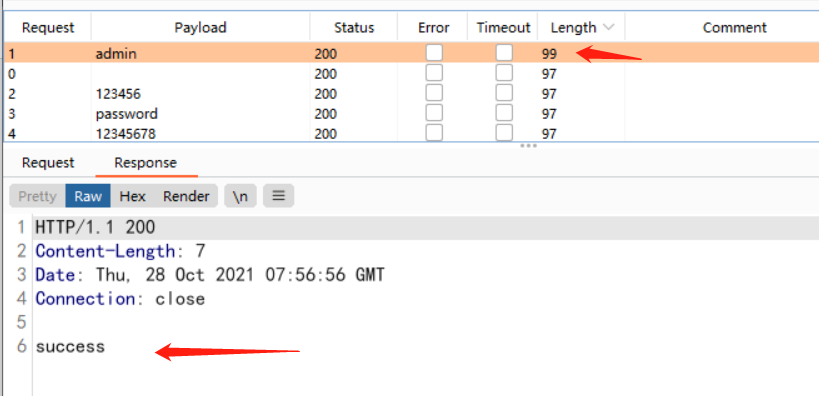 Request Payload Status Error Timeout Length Comment
1 admin 200 99
0 200 97
2 123456 200 97
3 password 200 97
4 12345678 200 97
Request Response
Pretty Raw Hex Render \n
1 HTTP/1.1 200
2 Content-Length: 7
3 Date: Thu, 28 Oct 2021 07:56:56 GMT
4 Connection: close
5
6 success